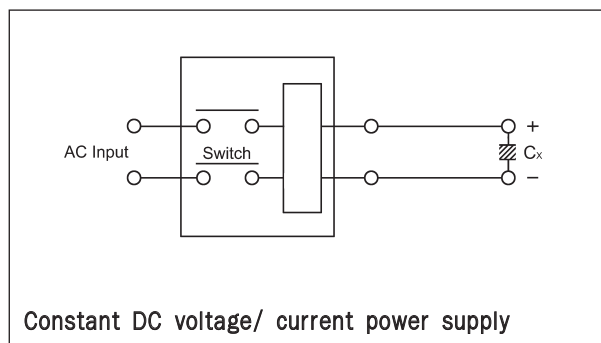 +
AC Input
Switch
Cx
−
Constant DC voltage/ current power supply